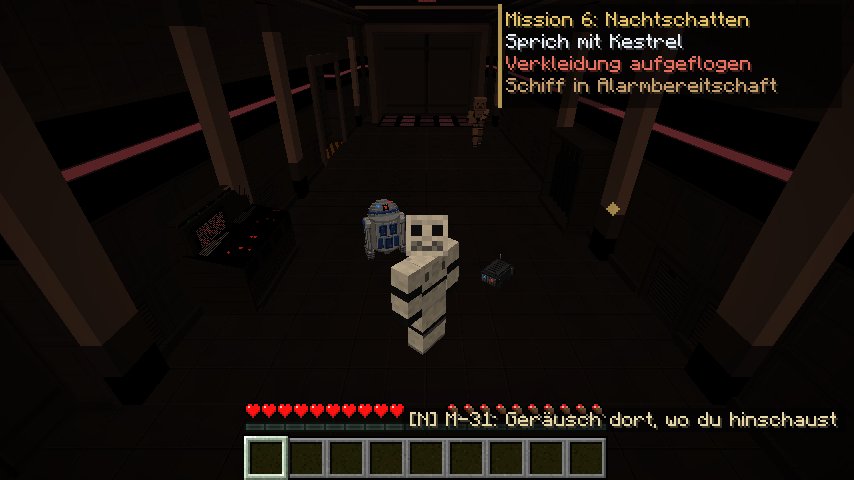 Mission 6: Nachtschatten
Sprich mit Kestrel
Verkleidung aufgeflogen
Schiff in Alarmbereitschaft
[N] M-31: Geräusch dort, wo du hinschaust